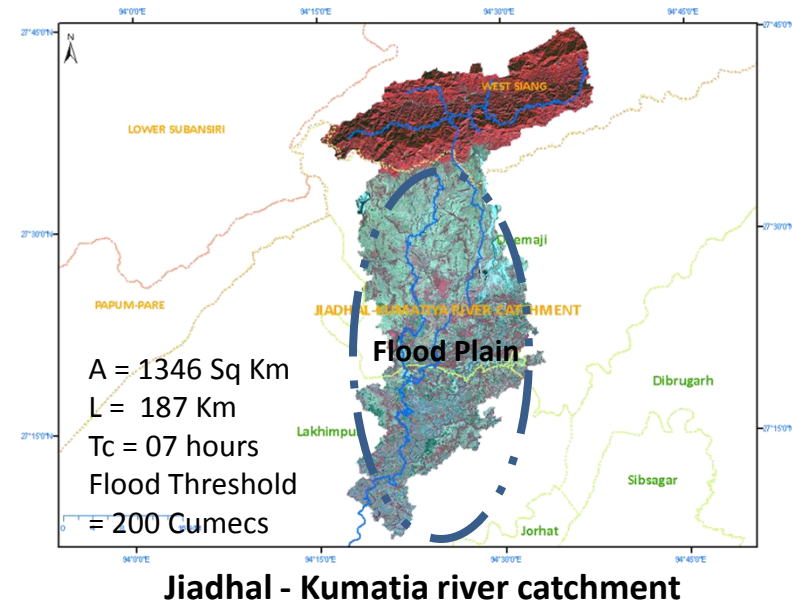 94°0'0"E 94°15'0"E 94°30'0"E 94°45'0"E
27°45'0"N 27°45'0"N
N
WEST SIANG
LOWER SUBANSIRI
27°30'0"N 27°30'0"N
PAPUM-PARE
JIADHAL-KUMATIYA RIVER CATCHMENT
Flood Plain
A = 1346 Sq Km
L = 187 Km
Tc = 07 hours
Flood Threshold
= 200 Cumecs
Dibrugarh
27°15'0"N 27°15'0"N
Sibsagar
Jorhat
0
94°0'0"E 94°15'0"E 94°30'0"E 94°45'0"E
Jiadhal - Kumatia river catchment